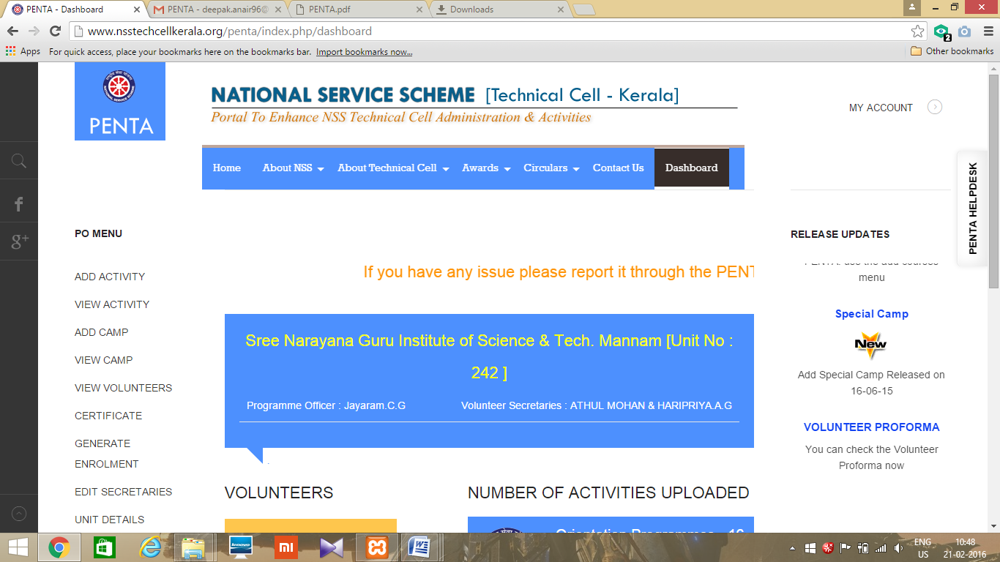 PENTA - Dashboard
PENTA - deepak.anair96@
PENTA.pdf
Downloads
www.nsstechcellkerala.org/penta/index.php/dashboard
Apps
For quick access, place your bookmarks here on the bookmarks bar. Import bookmarks now...
Other bookmarks
PENTA
NATIONAL SERVICE SCHEME [Technical Cell - Kerala]
Portal To Enhance NSS Technical Cell Administration & Activities
MY ACCOUNT
Home
About NSS
About Technical Cell
Awards
Circulars
Contact Us
Dashboard
PENTA HELPDESK
PO MENU
ADD ACTIVITY
VIEW ACTIVITY
ADD CAMP
VIEW CAMP
VIEW VOLUNTEERS
CERTIFICATE
GENERATE
ENROLMENT
EDIT SECRETARIES
UNIT DETAILS
If you have any issue please report it through the PENT
Sree Narayana Guru Institute of Science & Tech. Mannam [Unit No :
242 ]
Programme Officer : Jayaram.C.G
Volunteer Secretaries : ATHUL MOHAN & HARIPRIYA.A.G
VOLUNTEERS
NUMBER OF ACTIVITIES UPLOADED
Orientation Programmes
RELEASE UPDATES
PENTA. use the add courses
menu
Special Camp
New
Add Special Camp Released on
16-06-15
VOLUNTEER PROFORMA
You can check the Volunteer
Proforma now
lenovo
mi
ENG
US
10:48
21-02-2016